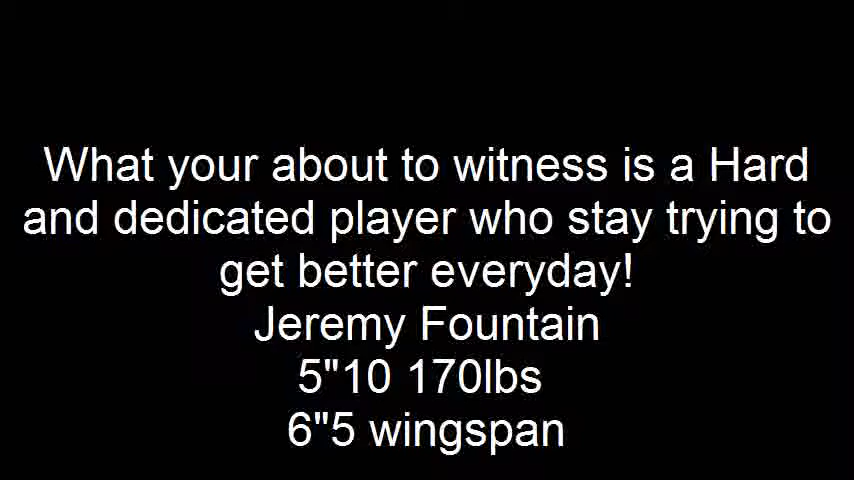 What your about to witness is a Hard
and dedicated player who stay trying to
get better everyday!
Jeremy Fountain
5"10 170lbs
6"5 wingspan